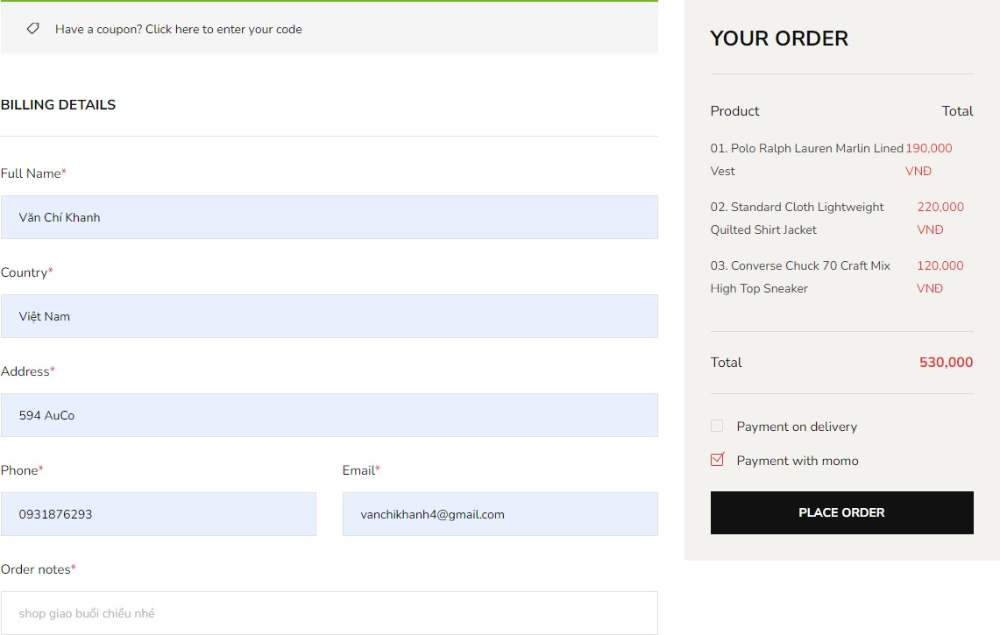 Have a coupon? Click here to enter your code
BILLING DETAILS
Full Name*
Văn Chí Khanh
Country*
Việt Nam
Address*
594 AuCo
Phone*
Email*
0931876293
vanchikhanh4@gmail.com
Order notes*
shop giao buổi chiều nhé
YOUR ORDER
Product
Total
01. Polo Ralph Lauren Marlin Lined 190,000
Vest VNĐ
02. Standard Cloth Lightweight 220,000
Quilted Shirt Jacket VNĐ
03. Converse Chuck 70 Craft Mix 120,000
High Top Sneaker VNĐ
Total 530,000
Payment on delivery
Payment with momo
PLACE ORDER